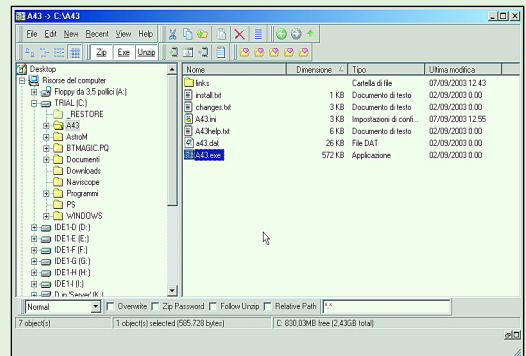 A43 -> C:\A43
File Edit New Recent View Help
Zip Exe Unzip
Desktop
Risorse del computer
Floppy da 3,5 pollici (A:)
TRIAL (C:)
_RESTORE
A43
AstroM
BTMAGIC.PQ
Documenti
Downloads
Naviscope
Programmi
PS
WINDOWS
IDE1-D (D:)
IDE1-E (E:)
IDE1-F (F:)
IDE1-G (G:)
IDE1-H (H:)
IDE1-I (I:)
D in 'Server' (K:)
Nome Dimensione Tipo Ultima modifica
links Cartella di file 07/09/2003 12.43
install.txt 1 KB Documento di testo 02/09/2003 0.00
changes.txt 3 KB Documento di testo 02/09/2003 0.00
A43.ini 3 KB Impostazioni di confi... 07/09/2003 12.55
A43help.txt 6 KB Documento di testo 02/09/2003 0.00
a43.dat 26 KB File DAT 02/09/2003 0.00
A43.exe 572 KB Applicazione 02/09/2003 0.00
Normal Overwrite Zip Password Follow Unzip Relative Path *.*
7 object(s) 1 object(s) selected (585.728 bytes) C: 830,03MB free (2,43GB total)